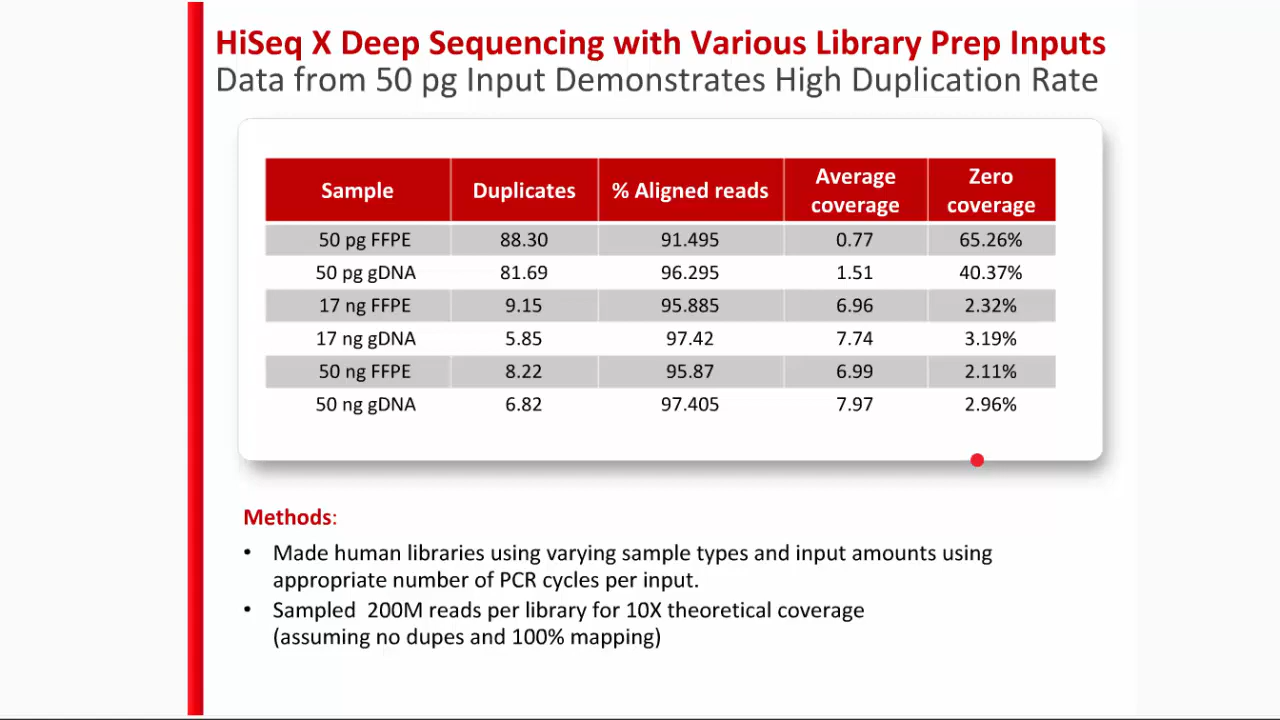 HiSeq X Deep Sequencing with Various Library Prep Inputs
Data from 50 pg Input Demonstrates High Duplication Rate
Sample Duplicates % Aligned reads Average coverage Zero coverage
50 pg FFPE 88.30 91.495 0.77 65.26%
50 pg gDNA 81.69 96.295 1.51 40.37%
17 ng FFPE 9.15 95.885 6.96 2.32%
17 ng gDNA 5.85 97.42 7.74 3.19%
50 ng FFPE 8.22 95.87 6.99 2.11%
50 ng gDNA 6.82 97.405 7.97 2.96%
Methods:
• Made human libraries using varying sample types and input amounts using
appropriate number of PCR cycles per input.
• Sampled 200M reads per library for 10X theoretical coverage
(assuming no dupes and 100% mapping)